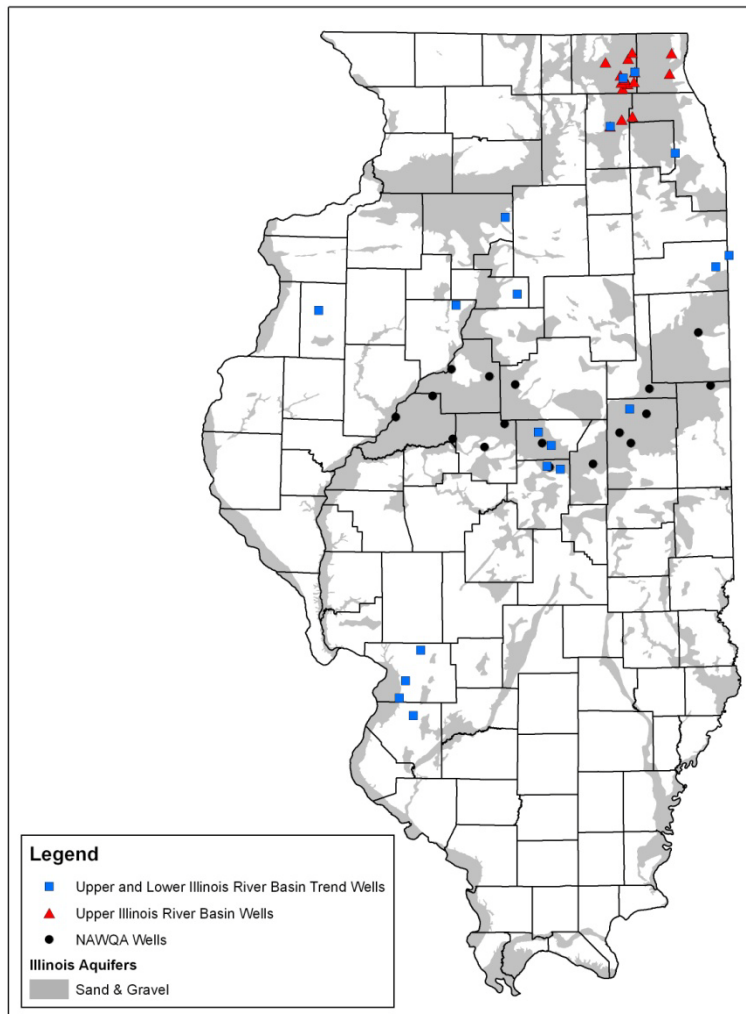 Legend
Upper and Lower Illinois River Basin Trend Wells
Upper Illinois River Basin Wells
NAWQA Wells
Illinois Aquifers
Sand & Gravel